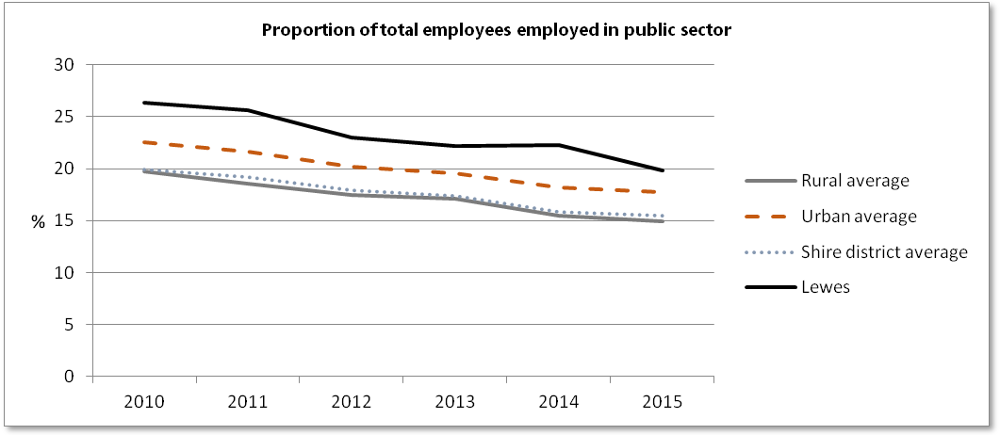 Proportion of total employees employed in public sector
30
25
20
15
10
5
0
%
2010 2011 2012 2013 2014 2015
Rural average
Urban average
Shire district average
Lewes